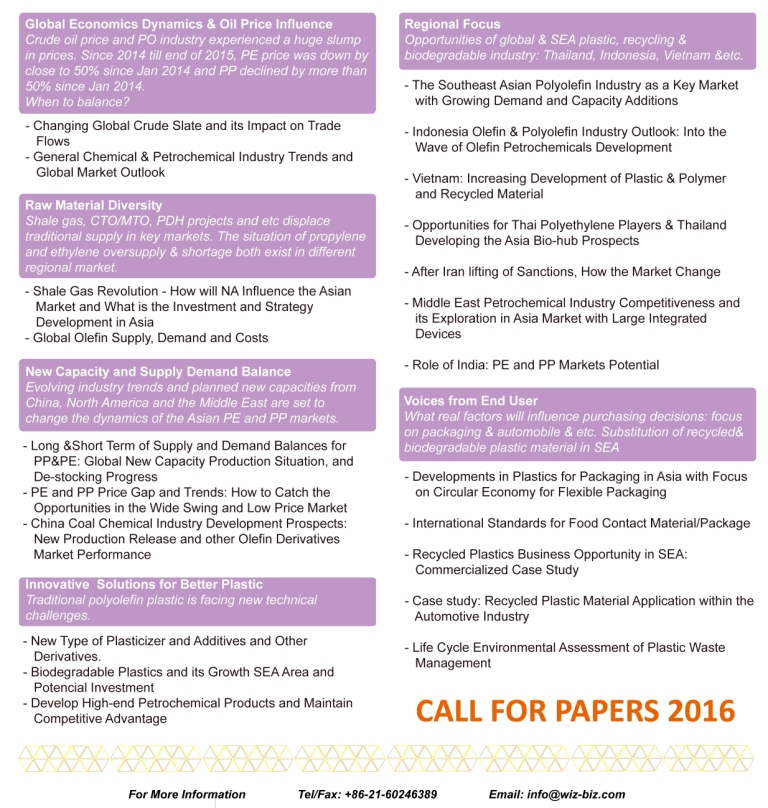 Global Economics Dynamics & Oil Price Influence
Crude oil price and PO industry experienced a huge slump
in prices. Since 2014 till end of 2015, PE price was down by
close to 50% since Jan 2014 and PP declined by more than
50% since Jan 2014.
When to balance?
- Changing Global Crude Slate and its Impact on Trade
Flows
- General Chemical & Petrochemical Industry Trends and
Global Market Outlook
Raw Material Diversity
Shale gas, CTO/MTO, PDH projects and etc displace
traditional supply in key markets. The situation of propylene
and ethylene oversupply & shortage both exist in different
regional market.
- Shale Gas Revolution - How will NA Influence the Asian
Market and What is the Investment and Strategy
Development in Asia
- Global Olefin Supply, Demand and Costs
New Capacity and Supply Demand Balance
Evolving industry trends and planned new capacities from
China, North America and the Middle East are set to
change the dynamics of the Asian PE and PP markets.
- Long &Short Term of Supply and Demand Balances for
PP&PE: Global New Capacity Production Situation, and
De-stocking Progress
- PE and PP Price Gap and Trends: How to Catch the
Opportunities in the Wide Swing and Low Price Market
- China Coal Chemical Industry Development Prospects:
New Production Release and other Olefin Derivatives
Market Performance
Innovative Solutions for Better Plastic
Traditional polyolefin plastic is facing new technical
challenges.
- New Type of Plasticizer and Additives and Other
Derivatives.
- Biodegradable Plastics and its Growth SEA Area and
Potencial Investment
- Develop High-end Petrochemical Products and Maintain
Competitive Advantage
Regional Focus
Opportunities of global & SEA plastic, recycling &
biodegradable industry: Thailand, Indonesia, Vietnam &etc.
- The Southeast Asian Polyolefin Industry as a Key Market
with Growing Demand and Capacity Additions
- Indonesia Olefin & Polyolefin Industry Outlook: Into the
Wave of Olefin Petrochemicals Development
- Vietnam: Increasing Development of Plastic & Polymer
and Recycled Material
- Opportunities for Thai Polyethylene Players & Thailand
Developing the Asia Bio-hub Prospects
- After Iran lifting of Sanctions, How the Market Change
- Middle East Petrochemical Industry Competitiveness and
its Exploration in Asia Market with Large Integrated
Devices
- Role of India: PE and PP Markets Potential
Voices from End User
What real factors will influence purchasing decisions: focus
on packaging & automobile & etc. Substitution of recycled&
biodegradable plastic material in SEA
- Developments in Plastics for Packaging in Asia with Focus
on Circular Economy for Flexible Packaging
- International Standards for Food Contact Material/Package
- Recycled Plastics Business Opportunity in SEA:
Commercialized Case Study
- Case study: Recycled Plastic Material Application within the
Automotive Industry
- Life Cycle Environmental Assessment of Plastic Waste
Management
CALL FOR PAPERS 2016
For More Information Tel/Fax: +86-21-60246389 Email: info@wiz-biz.com